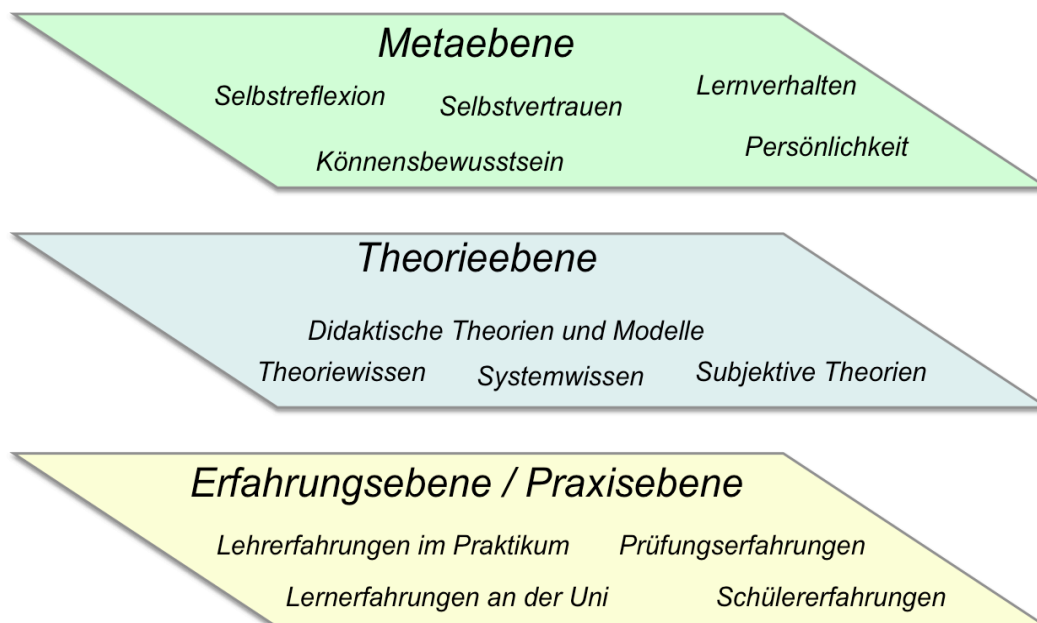 Metaebene
Selbstreflexion Selbstvertrauen Lernverhalten
Könnensbewusstsein Persönlichkeit
Theorieebene
Didaktische Theorien und Modelle
Theoriewissen Systemwissen Subjektive Theorien
Erfahrungsebene / Praxisebene
Lehrerfahrungen im Praktikum Prüfungserfahrungen
Lernerfahrungen an der Uni Schülererfahrungen